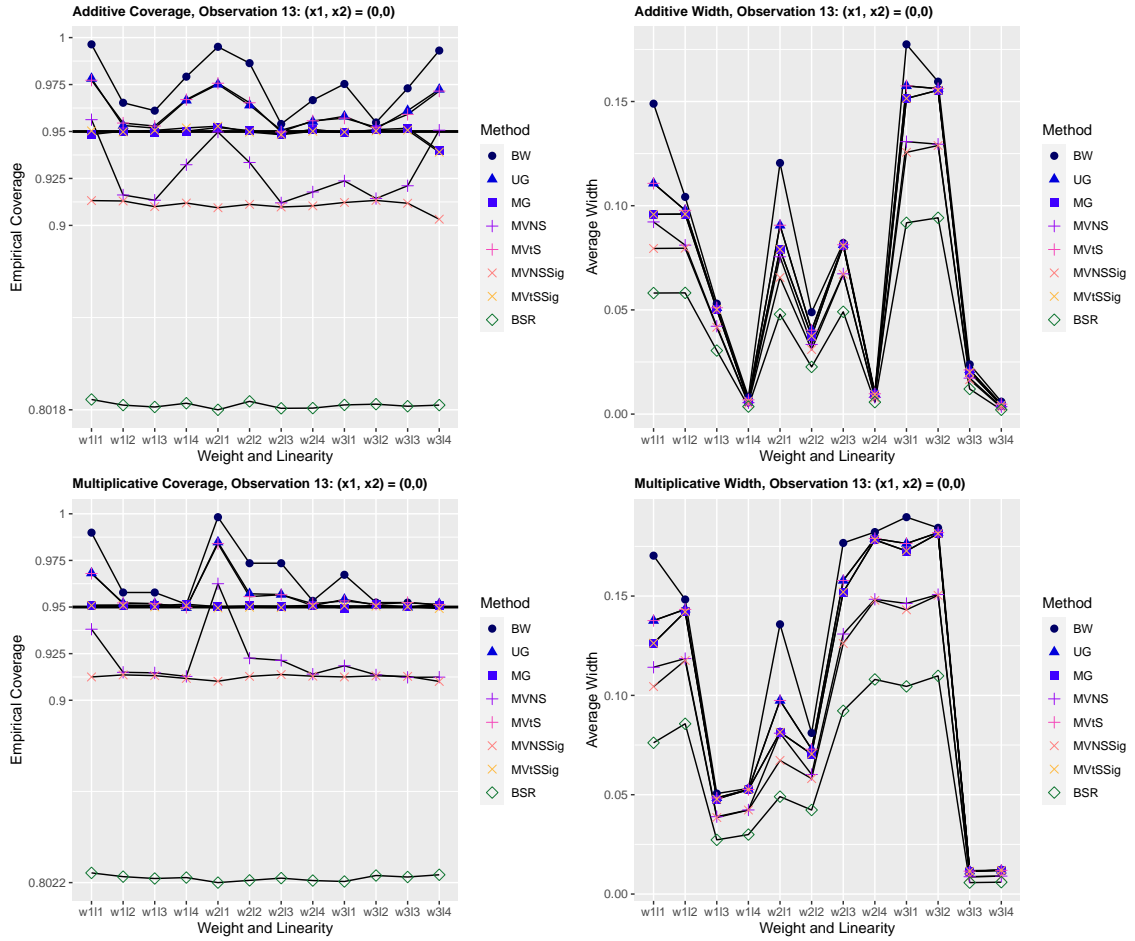 Additive Coverage, Observation 13: (x1, x2) = (0,0)
Empirical Coverage
1
0.975
0.95
0.925
0.9
0.8018
w1l1 w1l2 w1l3 w1l4 w2l1 w2l2 w2l3 w2l4 w3l1 w3l2 w3l3 w3l4
Weight and Linearity
Method
BW
UG
MG
MVNS
MVtS
MVNSSig
MVtSSig
BSR
Additive Width, Observation 13: (x1, x2) = (0,0)
Average Width
0.15
0.10
0.05
0.00
w1l1 w1l2 w1l3 w1l4 w2l1 w2l2 w2l3 w2l4 w3l1 w3l2 w3l3 w3l4
Weight and Linearity
Method
BW
UG
MG
MVNS
MVtS
MVNSSig
MVtSSig
BSR
Multiplicative Coverage, Observation 13: (x1, x2) = (0,0)
Empirical Coverage
1
0.975
0.95
0.925
0.9
0.8022
w1l1 w1l2 w1l3 w1l4 w2l1 w2l2 w2l3 w2l4 w3l1 w3l2 w3l3 w3l4
Weight and Linearity
Method
BW
UG
MG
MVNS
MVtS
MVNSSig
MVtSSig
BSR
Multiplicative Width, Observation 13: (x1, x2) = (0,0)
Average Width
0.15
0.10
0.05
0.00
w1l1 w1l2 w1l3 w1l4 w2l1 w2l2 w2l3 w2l4 w3l1 w3l2 w3l3 w3l4
Weight and Linearity
Method
BW
UG
MG
MVNS
MVtS
MVNSSig
MVtSSig
BSR